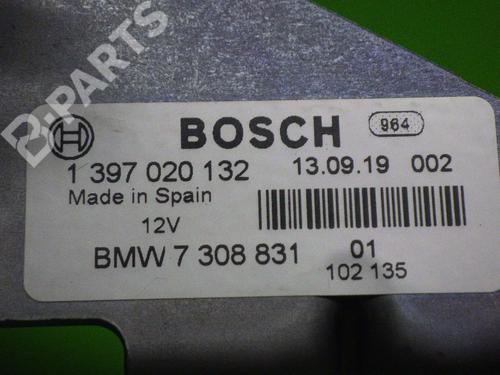 B-PARTS
BOSCH 964
1 397 020 132 13.09.19 002
Made in Spain
12V
BMW 7 308 831 01
102 135